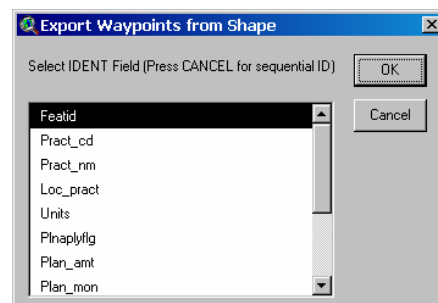 Export Waypoints from Shape
Select IDENT Field (Press CANCEL for sequential ID)
OK
Cancel
Featid
Pract_cd
Pract_nm
Loc_pract
Units
Plnaplyflg
Plan_amt
Plan_mon